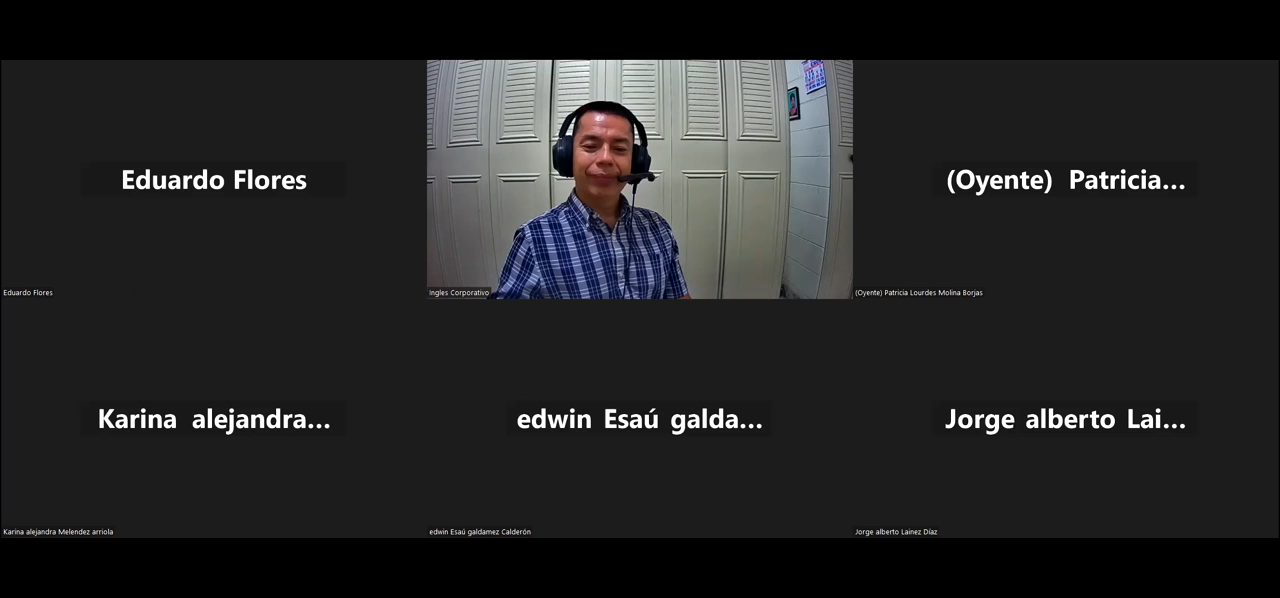 Eduardo Flores
Eduardo Flores
Ingles Corporativo
(Oyente) Patricia...
(Oyente) Patricia Lourdes Molina Borjas
Karina alejandra...
Karina alejandra Melendez arriola
edwin Esaú galda...
edwin Esaú galdamez Calderón
Jorge alberto Lai...
Jorge alberto Lainez Díaz